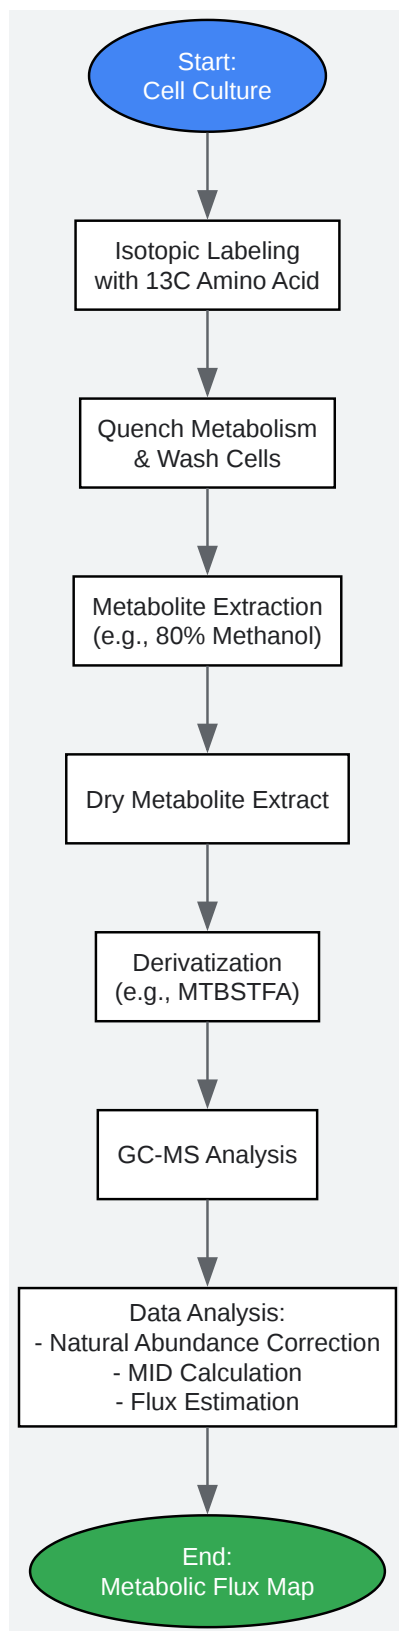 Start:
Cell Culture
Isotopic Labeling
with 13C Amino Acid
Quench Metabolism
& Wash Cells
Metabolite Extraction
(e.g., 80% Methanol)
Dry Metabolite Extract
Derivatization
(e.g., MTBSTFA)
GC-MS Analysis
Data Analysis:
- Natural Abundance Correction
- MID Calculation
- Flux Estimation
End:
Metabolic Flux Map